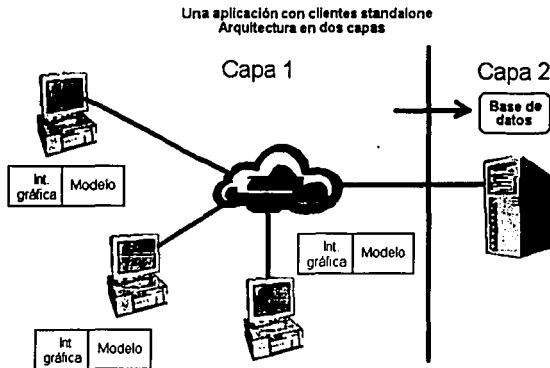 Una aplicación con clientes standalone
Arquitectura en dos capas
Capa 1
Capa 2
Base de
datos
Int.
gráfica
Modelo
Int.
gráfica
Modelo
Int
gráfica
Modelo